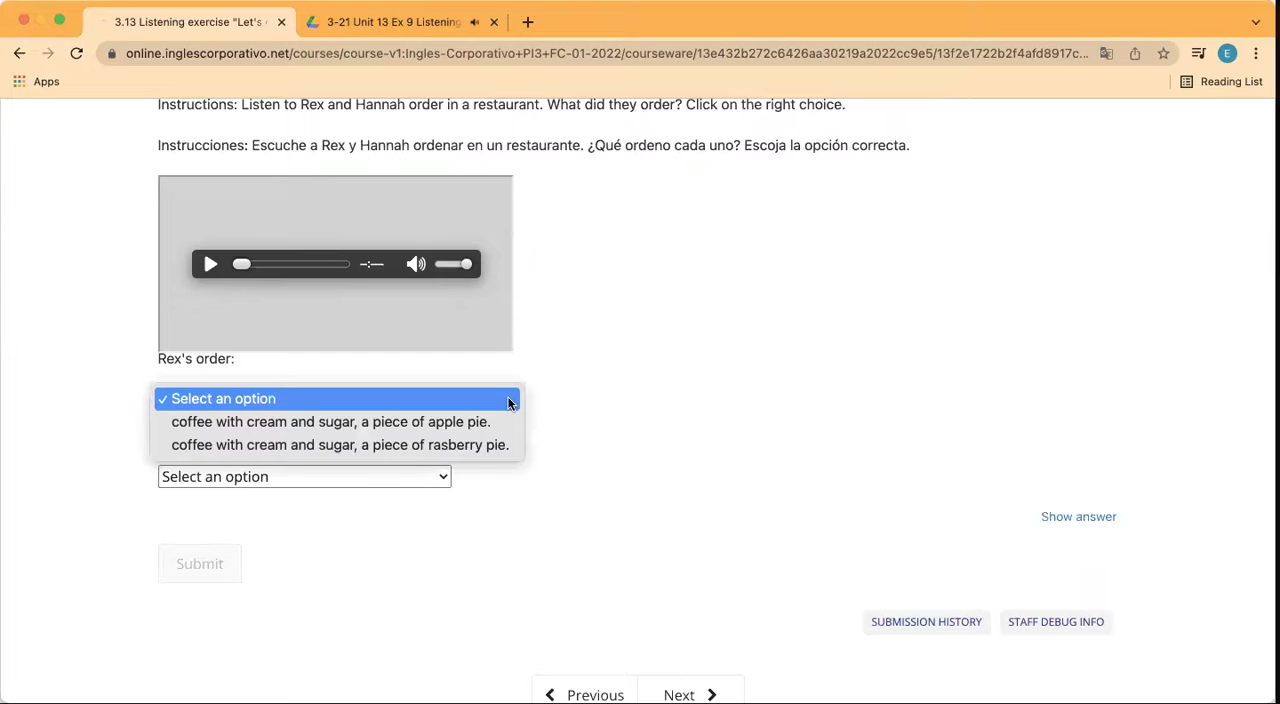 3.13 Listening exercise "Let's
3-21 Unit 13 Ex 9 Listening
online.inglescorporativo.net/courses/course-v1:Ingles-Corporativo+PI3+FC-01-2022/courseware/13e432b272c6426aa30219a2022cc9e5/13f2e1722b2f4afd8917c...
E
Apps
Reading List
Instructions: Listen to Rex and Hannah order in a restaurant. What did they order? Click on the right choice.
Instrucciones: Escuche a Rex y Hannah ordenar en un restaurante. ¿Qué ordeno cada uno? Escoja la opción correcta.
--:--
Rex's order:
✓ Select an option
coffee with cream and sugar, a piece of apple pie.
coffee with cream and sugar, a piece of rasberry pie.
Select an option
Show answer
Submit
SUBMISSION HISTORY
STAFF DEBUG INFO
Previous
Next